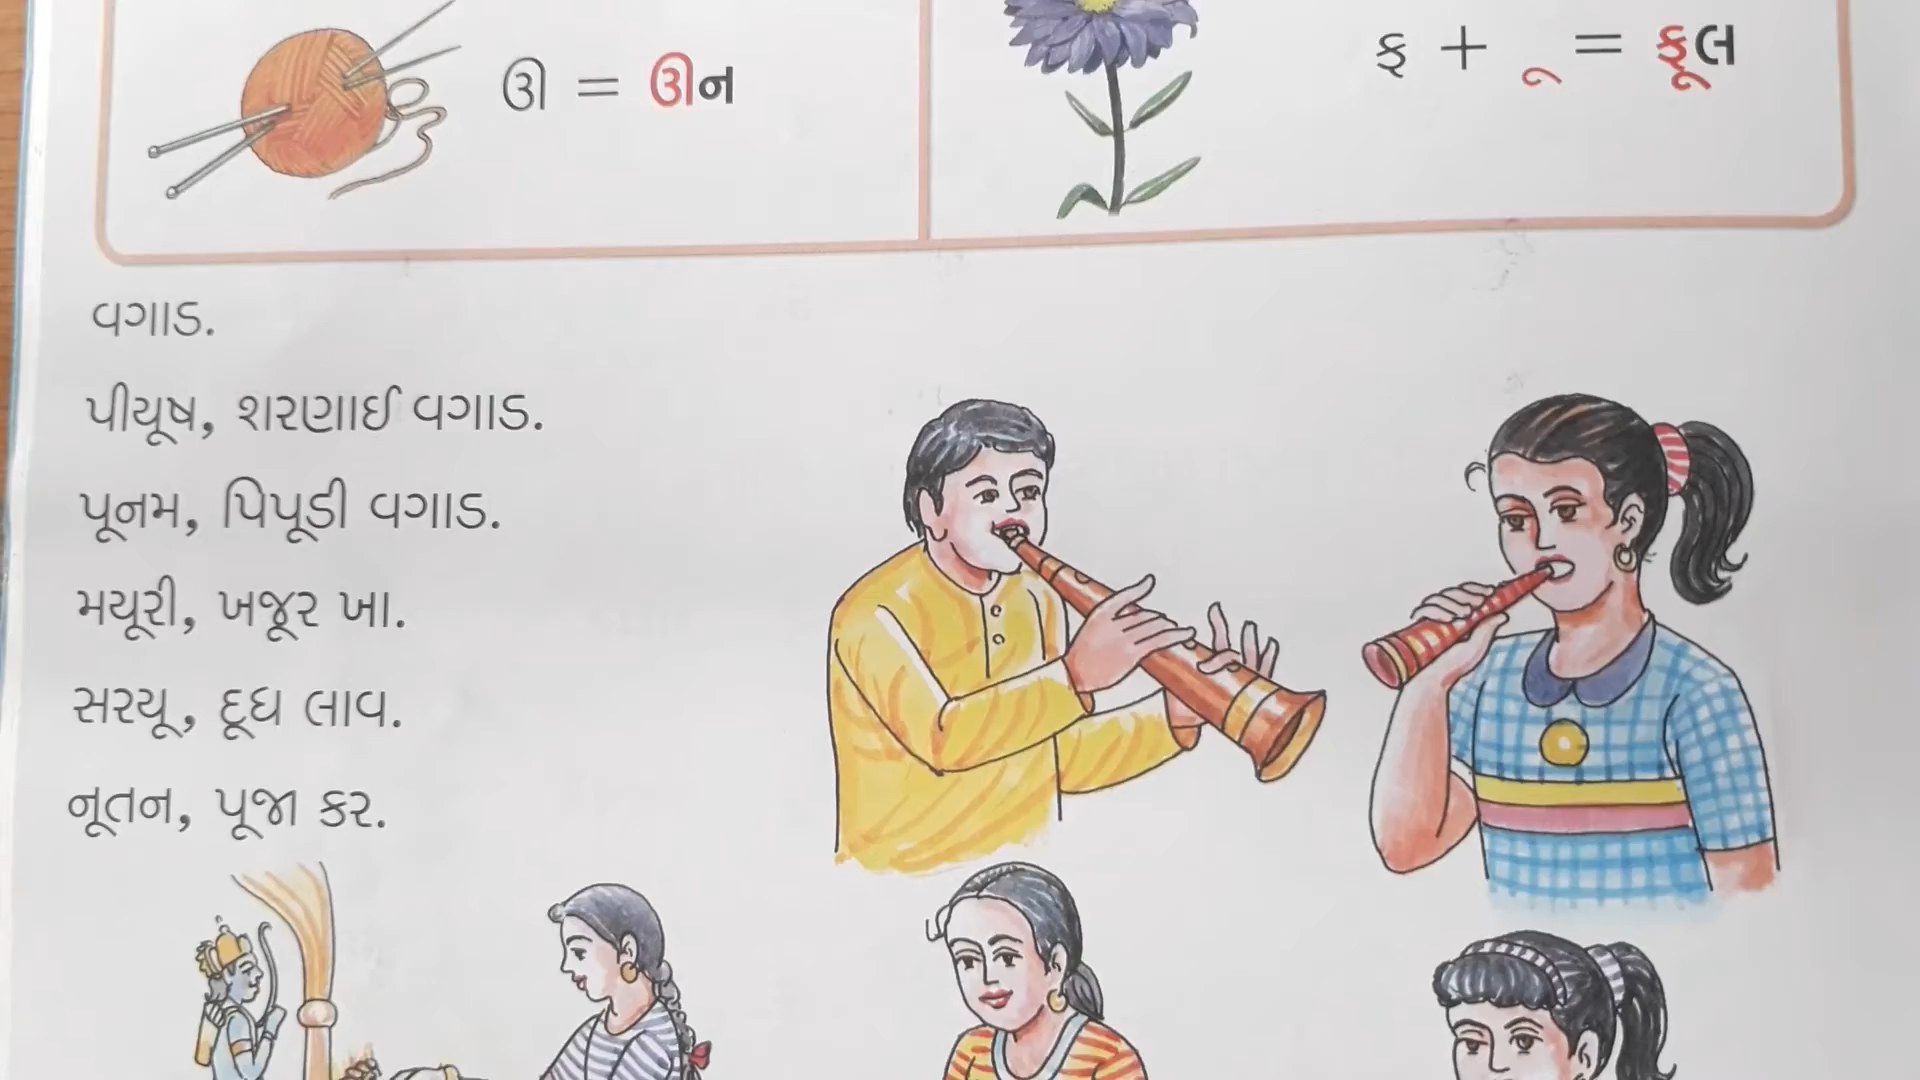 ઊ = ઊન
ફ + ૂ = ફૂલ
વગાડ.
પીયૂષ, શરણાઈ વગાડ.
પૂનમ, પિપૂડી વગાડ.
મયૂરી, ખજૂર ખા.
સરયૂ, દૂધ લાવ.
નૂતન, પૂજા કર.